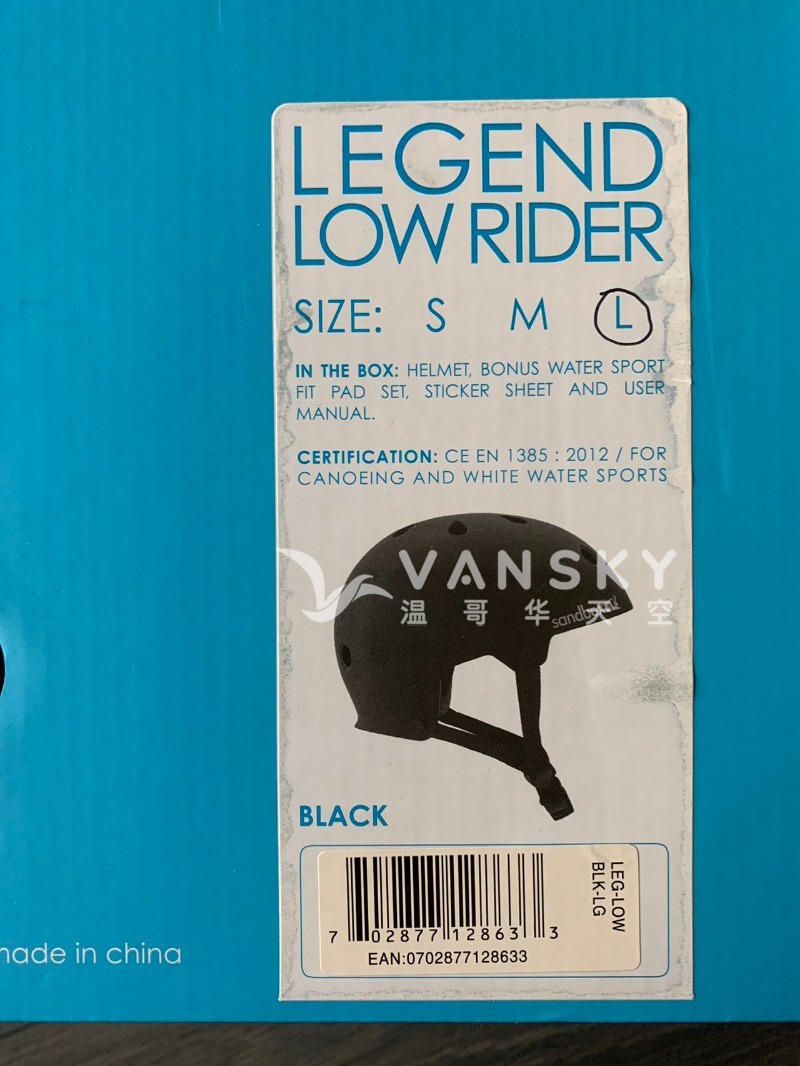 LEGEND
LOW RIDER
SIZE: S M L
IN THE BOX: HELMET, BONUS WATER SPORT
FIT PAD SET, STICKER SHEET AND USER
MANUAL.
CERTIFICATION: CE EN 1385 : 2012 / FOR
CANOEING AND WHITE WATER SPORTS
VANSKY
温哥华天空
BLACK
7 02877 12863 3
EAN:0702877128633
LEG-LOW
BLK-LG
made in china